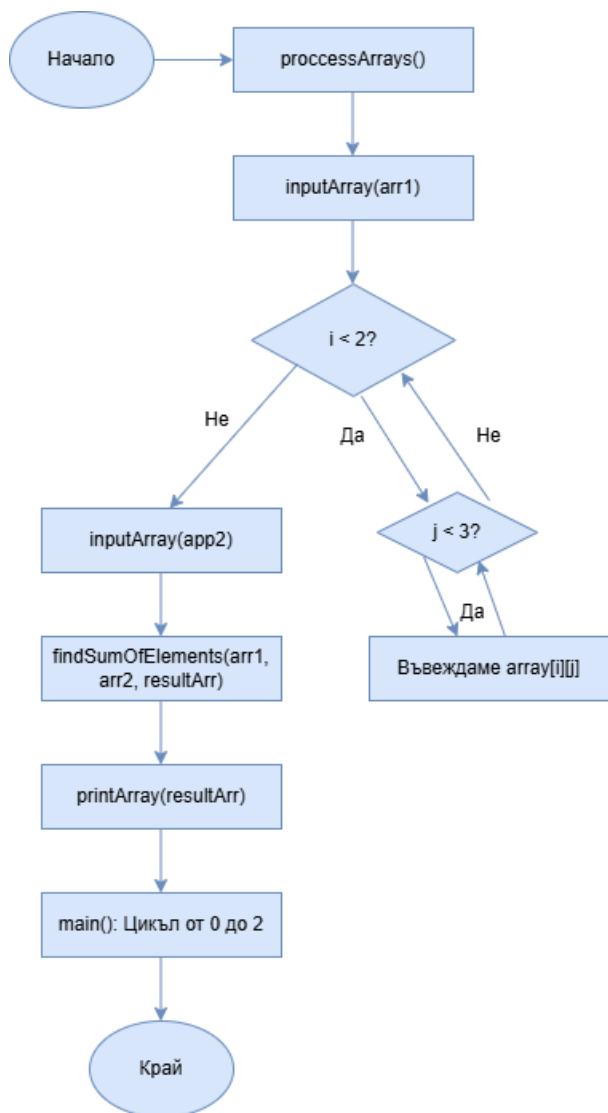 Начало
proccessArrays()
inputArray(arr1)
i < 2?
Не
Да
Не
inputArray(app2)
j < 3?
Да
findSumOfElements(arr1,
arr2, resultArr)
Въвеждаме array[i][j]
printArray(resultArr)
main(): Цикъл от 0 до 2
Край